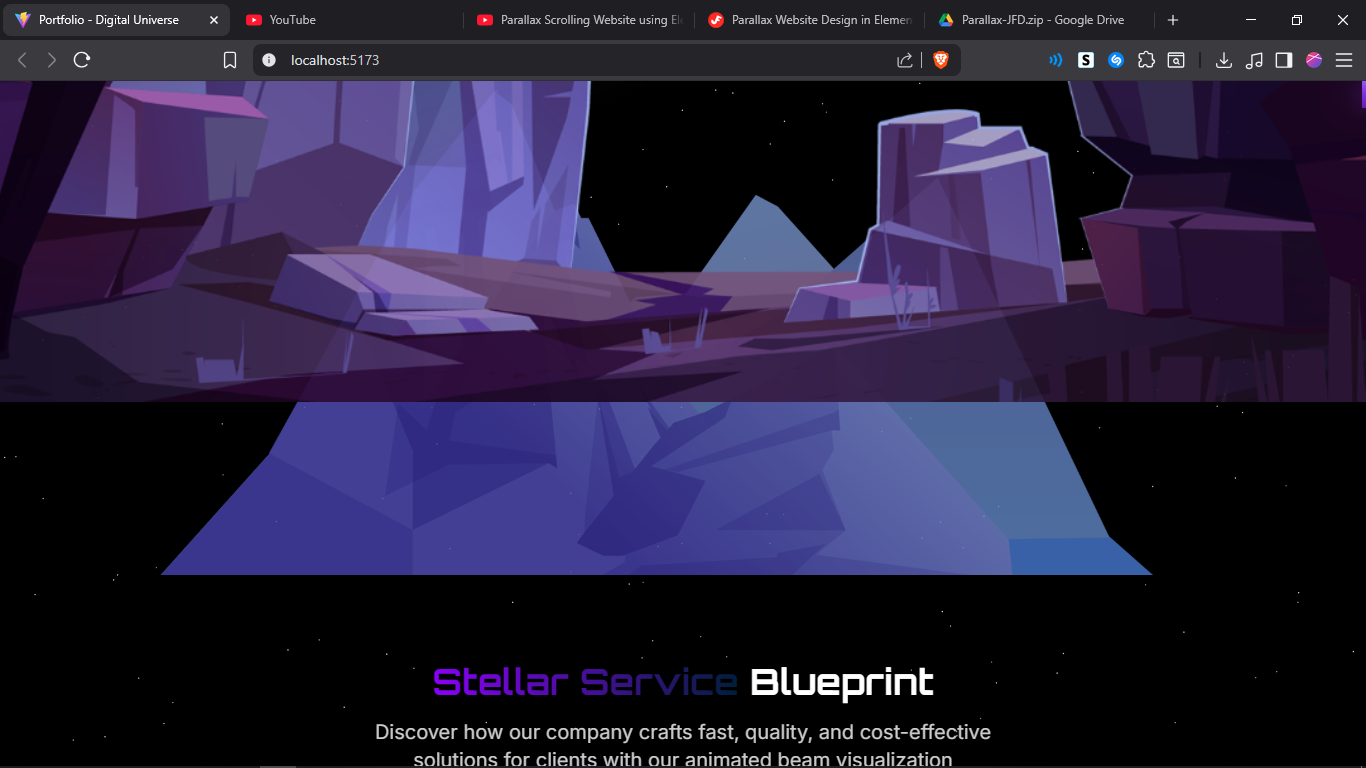 Portfolio - Digital Universe
YouTube
Parallax Scrolling Website using Ele
Parallax Website Design in Elemen
Parallax-JFD.zip - Google Drive
localhost:5173
Stellar Service Blueprint
Discover how our company crafts fast, quality, and cost-effective
solutions for clients with our animated beam visualization